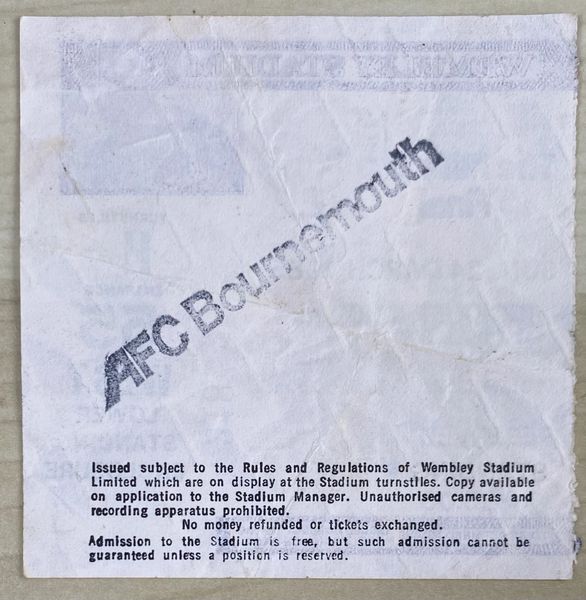 AFC Bournemouth
Issued subject to the Rules and Regulations of Wembley Stadium
Limited which are on display at the Stadium turnstiles. Copy available
on application to the Stadium Manager. Unauthorised cameras and
recording apparatus prohibited.
No money refunded or tickets exchanged.
Admission to the Stadium is free, but such admission cannot be
guaranteed unless a position is reserved.